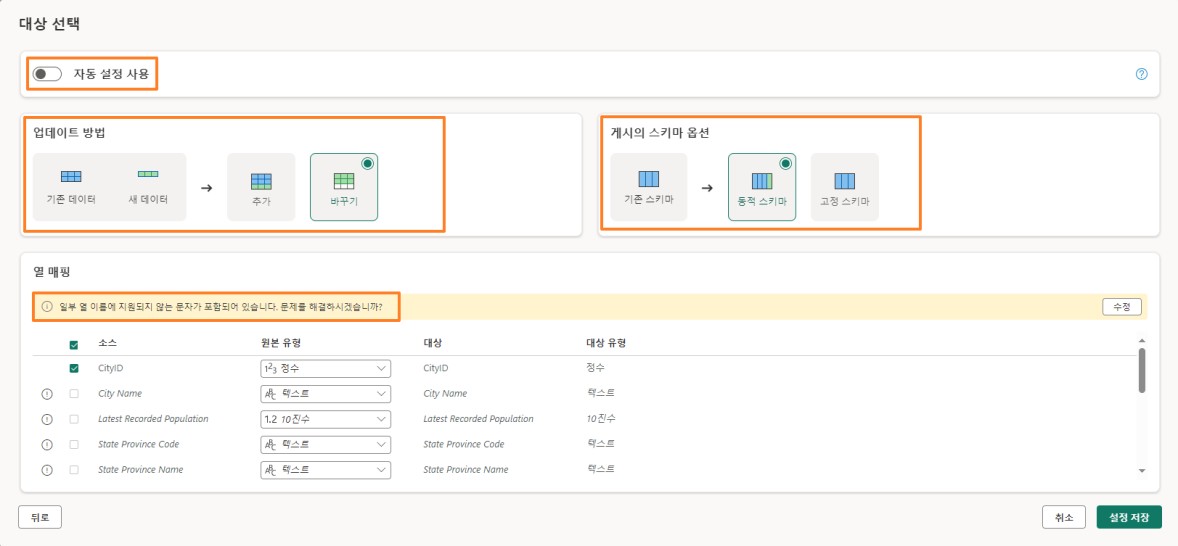 대상 선택
자동 설정 사용
업데이트 방법
기존 데이터 새 데이터 추가 바꾸기
게시의 스키마 옵션
기존 스키마 동적 스키마 고정 스키마
열 매핑
일부 열 이름에 지원되지 않는 문자가 포함되어 있습니다. 문제를 해결하시겠습니까? 수정
소스 원본 유형 대상 대상 유형
CityID 1²₃ 정수 CityID 정수
City Name ABC 텍스트 City Name 텍스트
Latest Recorded Population 1.2 10진수 Latest Recorded Population 10진수
State Province Code ABC 텍스트 State Province Code 텍스트
State Province Name ABC 텍스트 State Province Name 텍스트
뒤로 취소 설정 저장